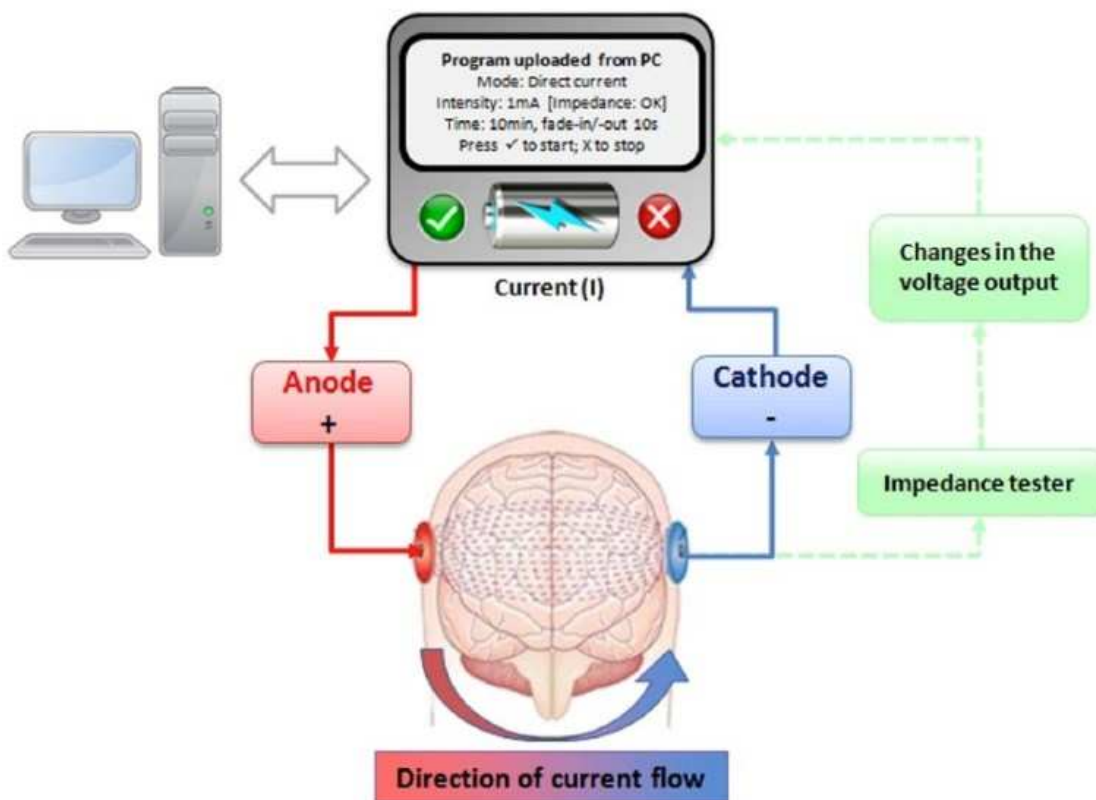 Program uploaded from PC
Mode: Direct current
Intensity: 1mA [Impedance: OK]
Time: 10min, fade-in/-out 10s
Press ✓ to start; X to stop
Current (I)
Changes in the
voltage output
Anode
+
Cathode
-
Impedance tester
Direction of current flow